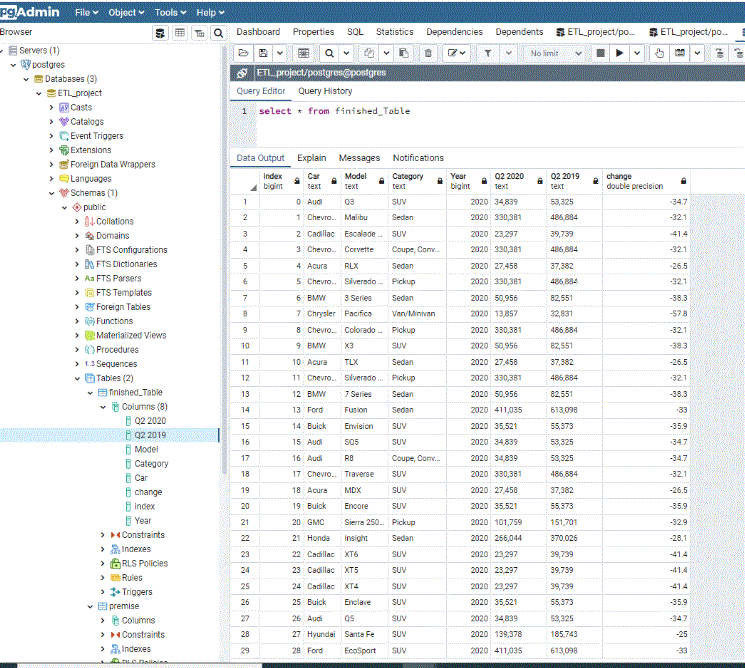 pgAdmin File Object Tools Help
Browser
Dashboard Properties SQL Statistics Dependencies Dependents ETL_project/po... ETL_project/po...
No limit
ETL_project/postgres@postgres
Query Editor Query History
1 select * from finished_Table
Servers (1)
postgres
Databases (3)
ETL_project
Casts
Catalogs
Event Triggers
Extensions
Foreign Data Wrappers
Languages
Schemas (1)
public
Collations
Domains
FTS Configurations
FTS Dictionaries
FTS Parsers
FTS Templates
Foreign Tables
Functions
Materialized Views
Procedures
1..3 Sequences
Tables (2)
finished_Table
Columns (8)
Q2 2020
Q2 2019
Model
Category
Car
change
index
Year
Constraints
Indexes
RLS Policies
Rules
Triggers
premise
Columns
Constraints
Indexes
RLS Policies
Data Output Explain Messages Notifications
index Car Model Category Year Q2 2020 Q2 2019 change
bigint text text text bigint text text double precision
1 0 Audi Q3 SUV 2020 34,839 53,325 -34.7
2 1 Chevro... Malibu Sedan 2020 330,381 486,884 -32.1
3 2 Cadillac Escalade ... SUV 2020 23,297 39,739 -41.4
4 3 Chevro... Corvette Coupe, Conv... 2020 330,381 486,884 -32.1
5 4 Acura RLX Sedan 2020 27,458 37,382 -26.5
6 5 Chevro... Silverado ... Pickup 2020 330,381 486,884 -32.1
7 6 BMW 3 Series Sedan 2020 50,956 82,551 -38.3
8 7 Chrysler Pacifica Van/Minivan 2020 13,857 32,831 -57.8
9 8 Chevro... Colorado ... Pickup 2020 330,381 486,884 -32.1
10 9 BMW X3 SUV 2020 50,956 82,551 -38.3
11 10 Acura TLX Sedan 2020 27,458 37,382 -26.5
12 11 Chevro... Silverado ... Pickup 2020 330,381 486,884 -32.1
13 12 BMW 7 Series Sedan 2020 50,956 82,551 -38.3
14 13 Ford Fusion Sedan 2020 411,035 613,098 -33
15 14 Buick Envision SUV 2020 35,521 55,373 -35.9
16 15 Audi SQ5 SUV 2020 34,839 53,325 -34.7
17 16 Audi R8 Coupe, Conv... 2020 34,839 53,325 -34.7
18 17 Chevro... Traverse SUV 2020 330,381 486,884 -32.1
19 18 Acura MDX SUV 2020 27,458 37,382 -26.5
20 19 Buick Encore SUV 2020 35,521 55,373 -35.9
21 20 GMC Sierra 250... Pickup 2020 101,759 151,701 -32.9
22 21 Honda Insight Sedan 2020 266,044 370,026 -28.1
23 22 Cadillac XT6 SUV 2020 23,297 39,739 -41.4
24 23 Cadillac XT5 SUV 2020 23,297 39,739 -41.4
25 24 Cadillac XT4 SUV 2020 23,297 39,739 -41.4
26 25 Buick Enclave SUV 2020 35,521 55,373 -35.9
27 26 Audi Q5 SUV 2020 34,839 53,325 -34.7
28 27 Hyundai Santa Fe SUV 2020 139,378 185,743 -25
29 28 Ford EcoSport SUV 2020 411,035 613,098 -33